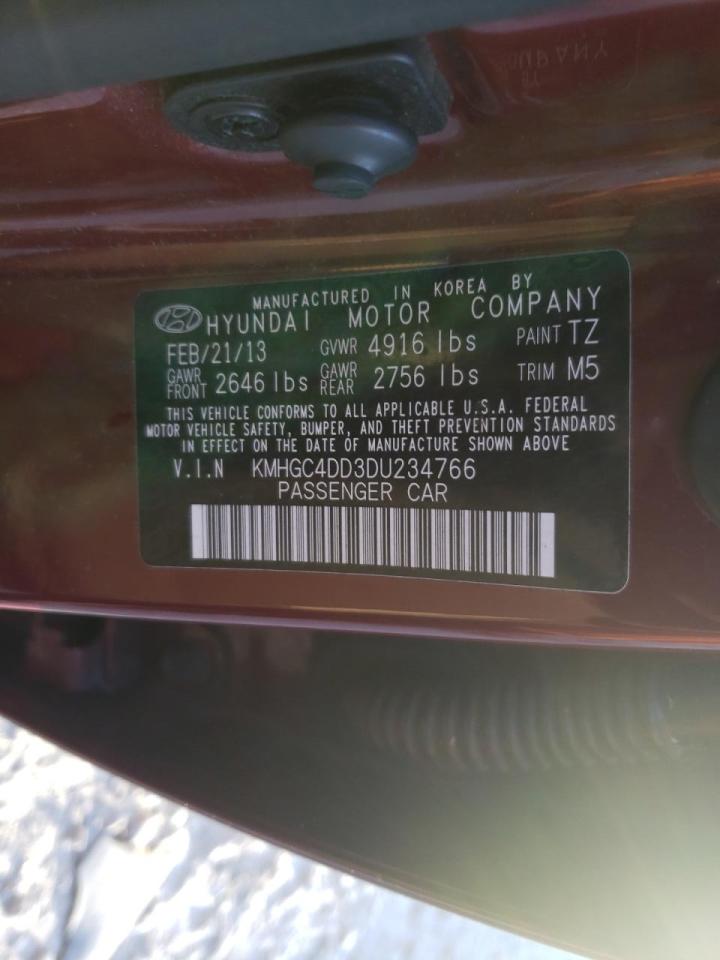 MANUFACTURED IN KOREA BY
HYUNDAI MOTOR COMPANY
FEB/21/13 GVWR 4916 lbs PAINT TZ
GAWR FRONT 2646 lbs GAWR REAR 2756 lbs TRIM M5
THIS VEHICLE CONFORMS TO ALL APPLICABLE U.S.A. FEDERAL
MOTOR VEHICLE SAFETY, BUMPER, AND THEFT PREVENTION STANDARDS
IN EFFECT ON THE DATE OF MANUFACTURE SHOWN ABOVE
V.I.N KMHGC4DD3DU234766
PASSENGER CAR